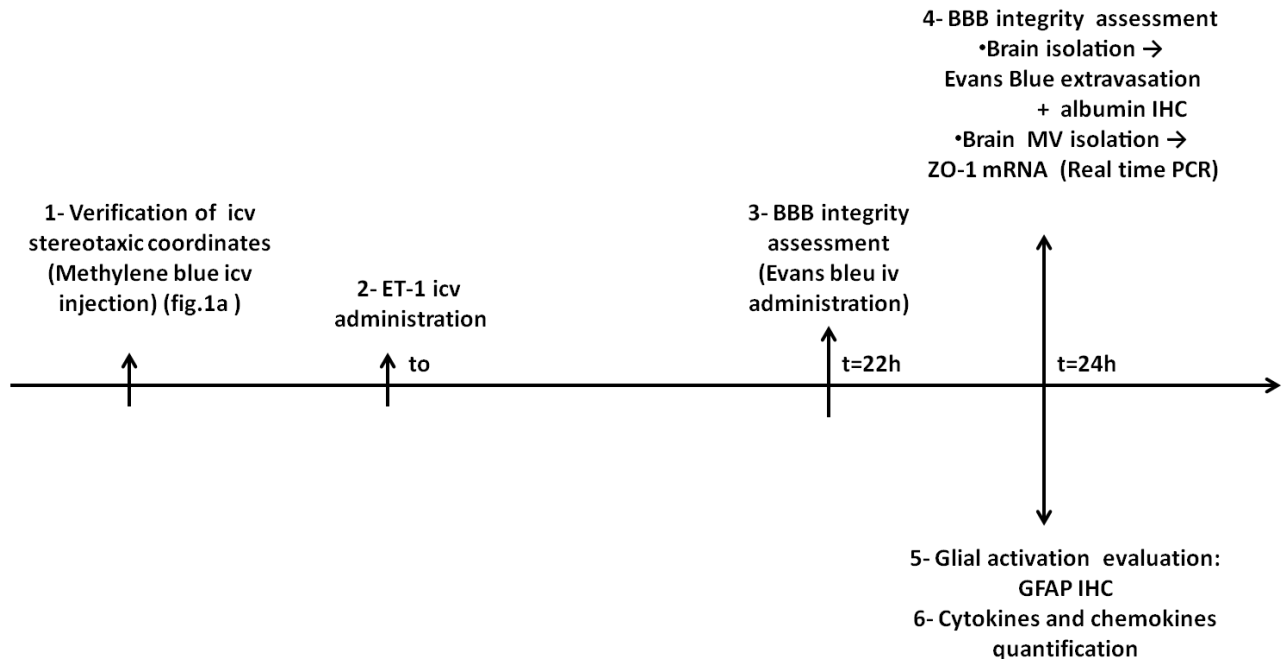 1- Verification of icv
stereotaxic coordinates
(Methylene blue icv
injection) (fig.1a )
2- ET-1 icv
administration
to
3- BBB integrity
assessment
(Evans bleu iv
administration)
t=22h
4- BBB integrity assessment
•Brain isolation →
Evans Blue extravasation
+ albumin IHC
•Brain MV isolation →
ZO-1 mRNA (Real time PCR)
t=24h
5- Glial activation evaluation:
GFAP IHC
6- Cytokines and chemokines
quantification